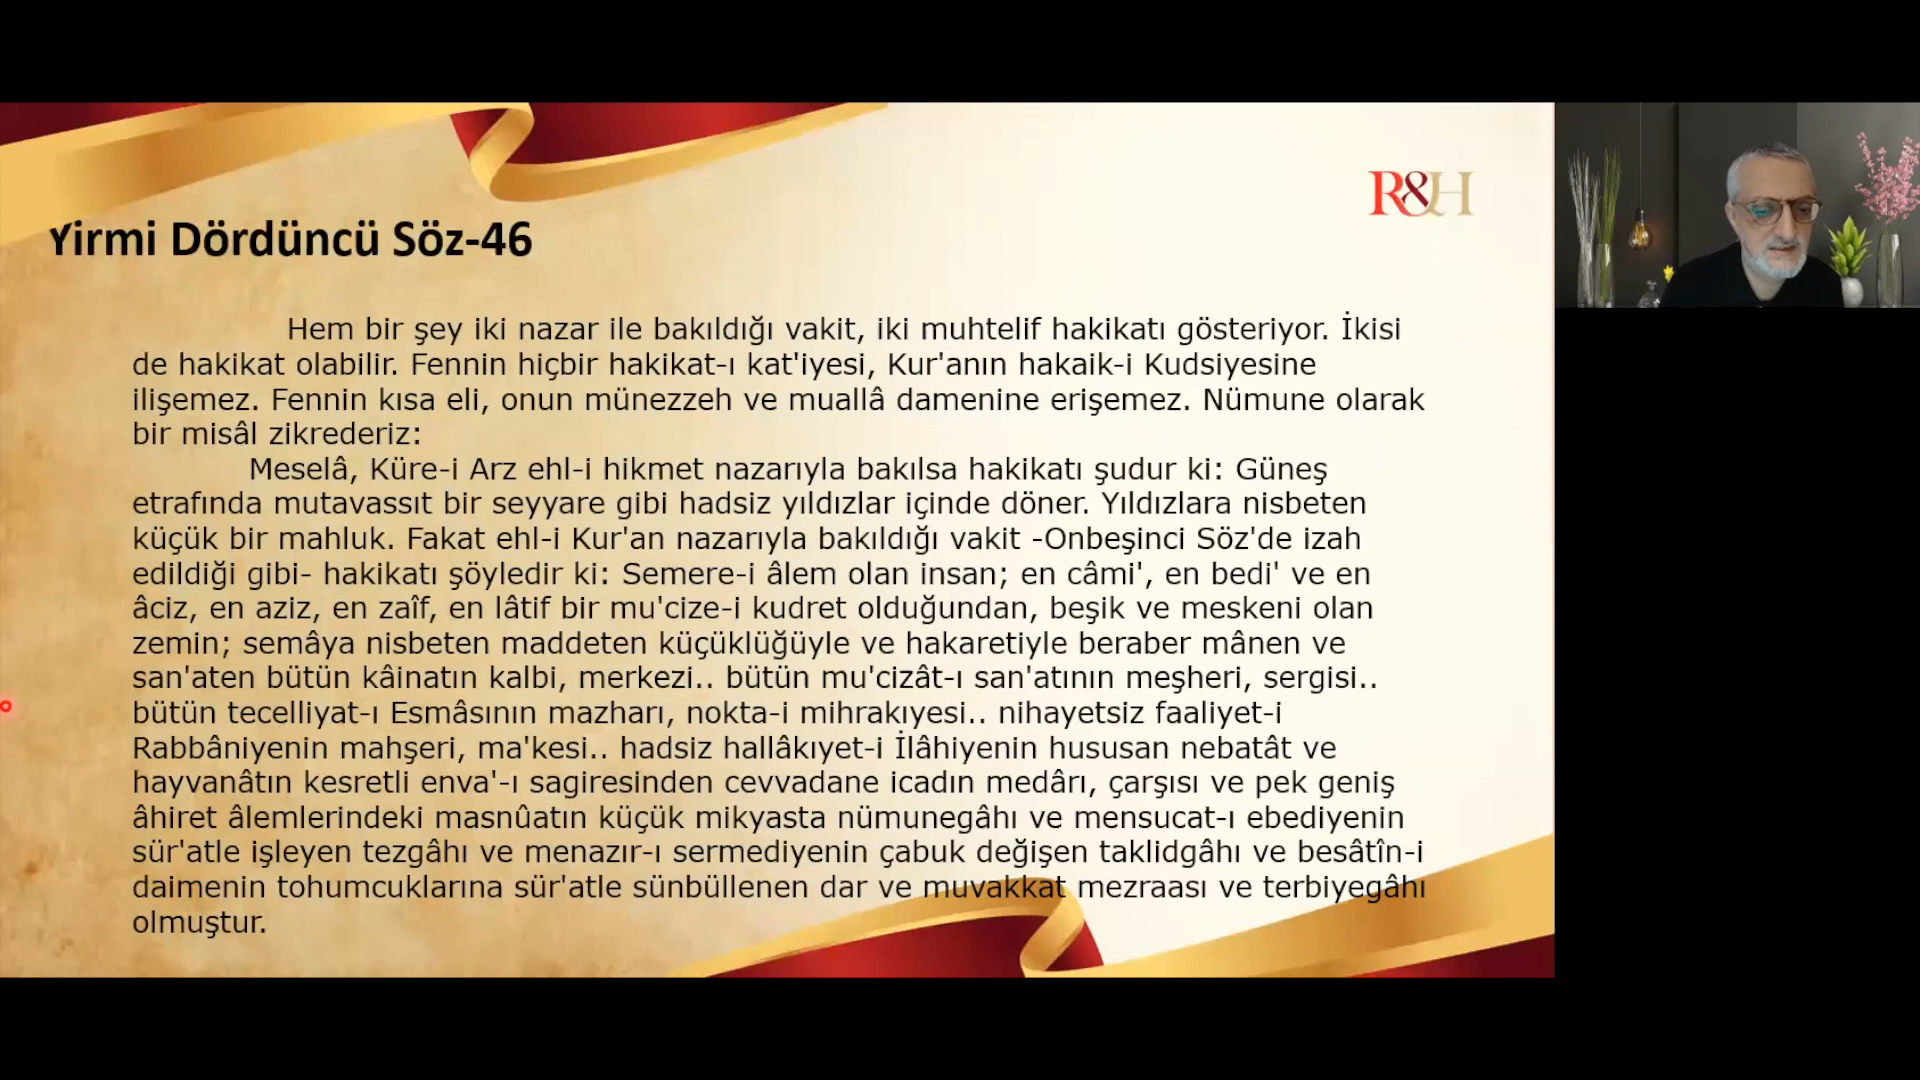 R&H
Yirmi Dördüncü Söz-46
Hem bir şey iki nazar ile bakıldığı vakit, iki muhtelif hakikatı gösteriyor. İkisi
de hakikat olabilir. Fennin hiçbir hakikat-ı kat'iyesi, Kur'anın hakaik-i Kudsiyesine
ilişemez. Fennin kısa eli, onun münezzeh ve muallâ damenine erişemez. Nümune olarak
bir misâl zikrederiz:
Meselâ, Küre-i Arz ehl-i hikmet nazarıyla bakılsa hakikatı şudur ki: Güneş
etrafında mutavassıt bir seyyare gibi hadsiz yıldızlar içinde döner. Yıldızlara nisbeten
küçük bir mahluk. Fakat ehl-i Kur'an nazarıyla bakıldığı vakit -Onbeşinci Söz'de izah
edildiği gibi- hakikatı şöyledir ki: Semere-i âlem olan insan; en câmi', en bedi' ve en
âciz, en aziz, en zaîf, en lâtif bir mu'cize-i kudret olduğundan, beşik ve meskeni olan
zemin; semâya nisbeten maddeten küçüklüğüyle ve hakaretiyle beraber mânen ve
san'aten bütün kâinatın kalbi, merkezi.. bütün mu'cizât-ı san'atının meşheri, sergisi..
bütün tecelliyat-ı Esmâsının mazharı, nokta-i mihrakıyesi.. nihayetsiz faaliyet-i
Rabbâniyenin mahşeri, ma'kesi.. hadsiz hallâkıyet-i İlâhiyenin hususan nebatât ve
hayvanâtın kesretli enva'-ı sagiresinden cevvadane icadın medârı, çarşısı ve pek geniş
âhiret âlemlerindeki masnûatın küçük mikyasta nümunegâhı ve mensucat-ı ebediyenin
sür'atle işleyen tezgâhı ve menazır-ı sermediyenin çabuk değişen taklidgâhı ve besâtîn-i
daimenin tohumcuklarına sür'atle sünbüllenen dar ve muvakkat mezraası ve terbiyegâhı
olmuştur.